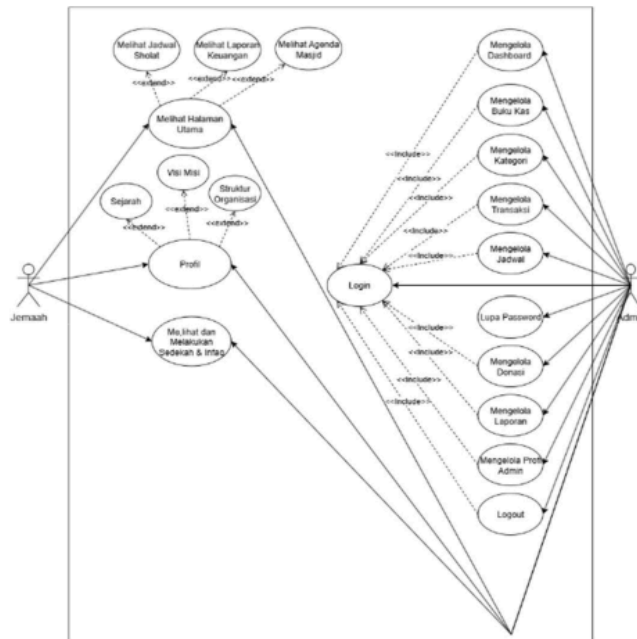 Melihat Jadwal
Sholat
Melihat Laporan
Keuangan
Melihat Agenda
Masjid
<<extend>>
<<extend>>
<<extend>>
Melihat Halaman
Utama
Visi Misi
Sejarah
Struktur
Organisasi
<<extend>>
<<extend>>
<<extend>>
Profil
Jemaah
Me,lihat dan
Melakukan
Sedekah & Infaq
Mengelola
Dashboard
Mengelola
Buku Kas
<<Include>>
Mengelola
Kategori
<<Include>>
Mengelola
Transaksi
<<Include>>
<<Include>>
Mengelola
Jadwal
<<Include>>
Login
Admi
Lupa Password
<<Include>>
Mengelola
Donasi
<<Include>>
<<Include>>
Mengelola
Laporan
<<Include>>
Mengelola Profil
Admin
Logout